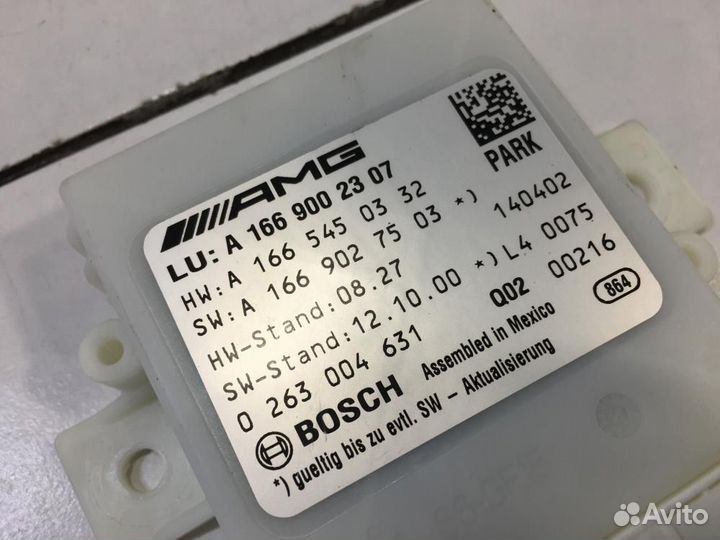 AMG
PARK
LU: A 166 900 23 07
HW:A 166 545 03 32
SW:A 166 902 75 03 *) 140402
HW-Stand:08.27
SW-Stand:12.10.00 *)L4 0075
0 263 004 631 Q02 00216
BOSCH Assembled in Mexico 864
*) gueltig bis zu evtl. SW - Aktualisierung
Avito